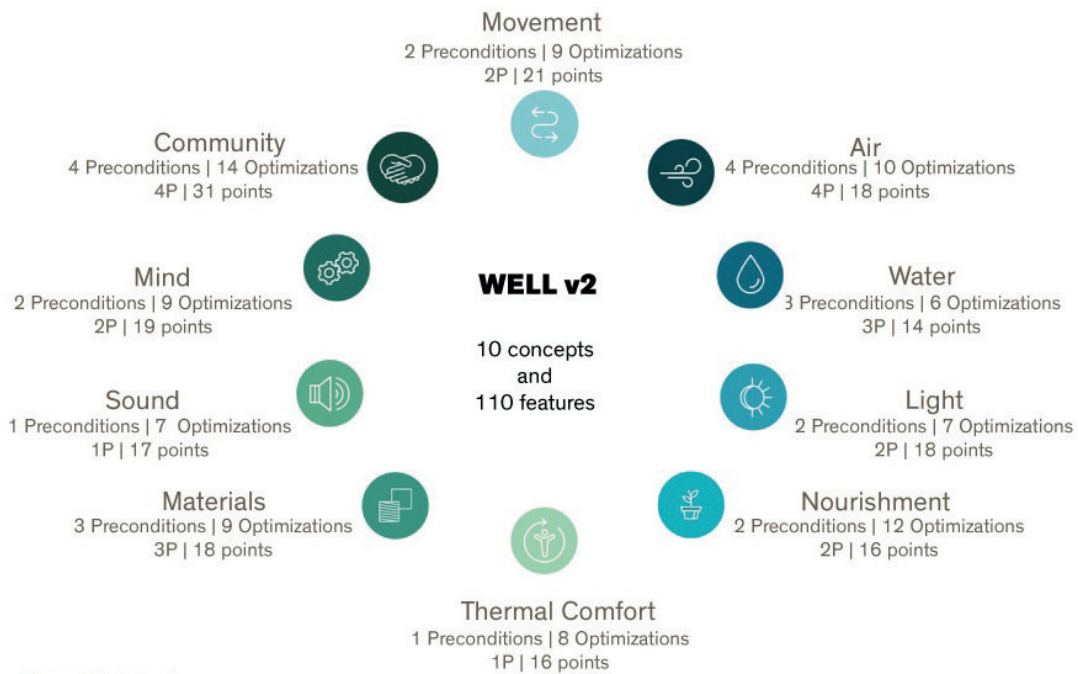 Movement
2 Preconditions | 9 Optimizations
2P | 21 points
Community
4 Preconditions | 14 Optimizations
4P | 31 points
Air
4 Preconditions | 10 Optimizations
4P | 18 points
Mind
2 Preconditions | 9 Optimizations
2P | 19 points
WELL v2
10 concepts
and
110 features
Water
3 Preconditions | 6 Optimizations
3P | 14 points
Sound
1 Preconditions | 7 Optimizations
1P | 17 points
Light
2 Preconditions | 7 Optimizations
2P | 18 points
Materials
3 Preconditions | 9 Optimizations
3P | 18 points
Nourishment
2 Preconditions | 12 Optimizations
2P | 16 points
Thermal Comfort
1 Preconditions | 8 Optimizations
1P | 16 points